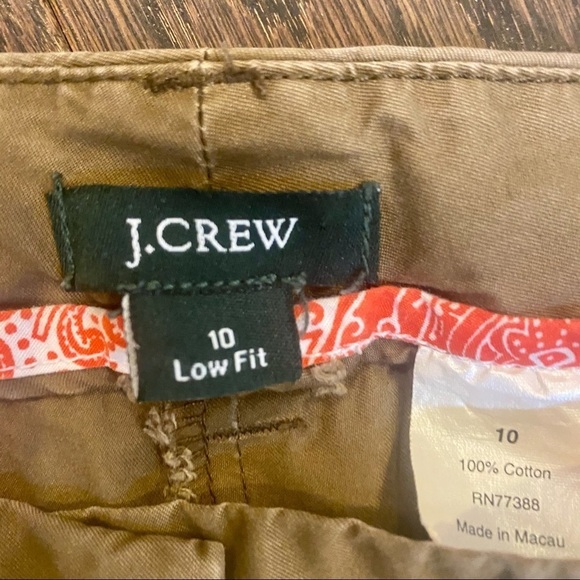 J.CREW
10
Low Fit
10
100% Cotton
RN77388
Made in Macau